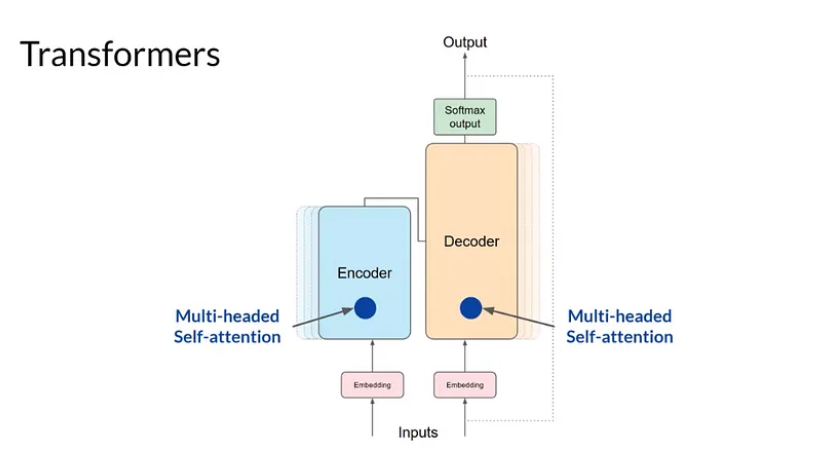 Transformers
Output
Softmax
output
Decoder
Encoder
Multi-headed
Self-attention
Multi-headed
Self-attention
Embedding
Embedding
Inputs